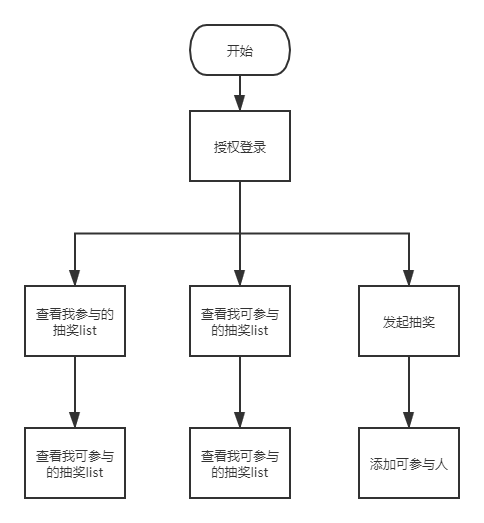 开始
授权登录
查看我参与的
抽奖list
查看我可参与
的抽奖list
发起抽奖
查看我可参与
的抽奖list
查看我可参与
的抽奖list
添加可参与人